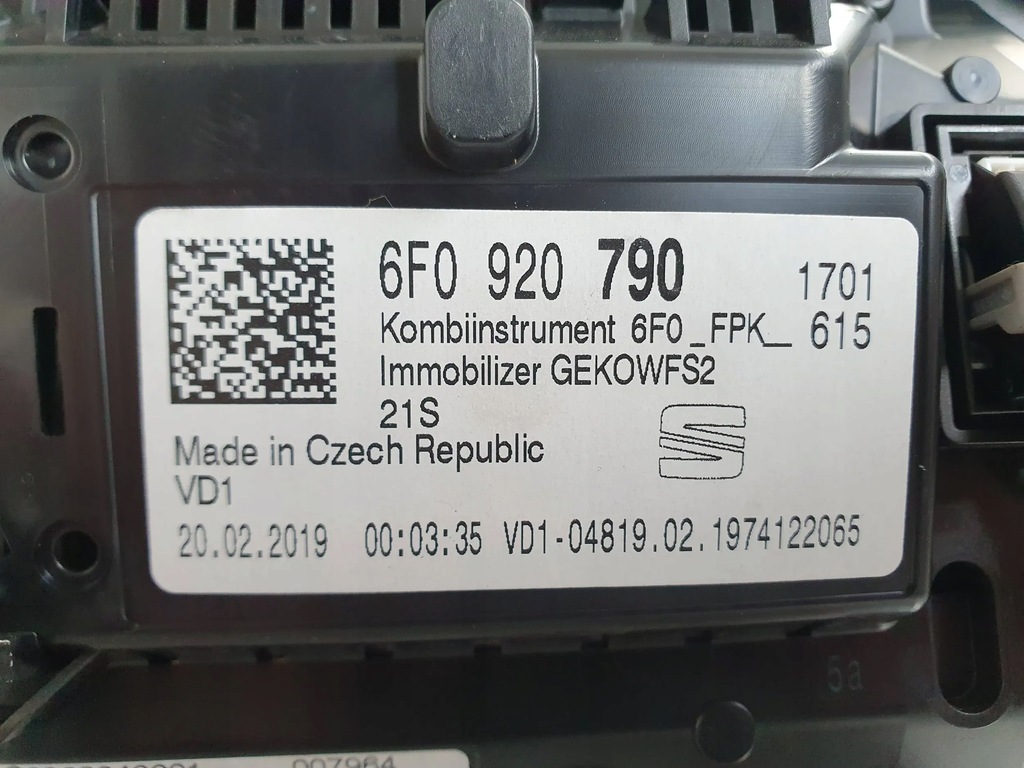 6F0 920 790 1701
Kombiinstrument 6F0_FPK_ 615
Immobilizer GEKOWFS2
21S
Made in Czech Republic
VD1
20.02.2019 00:03:35 VD1-04819.02.1974122065
5a
007964